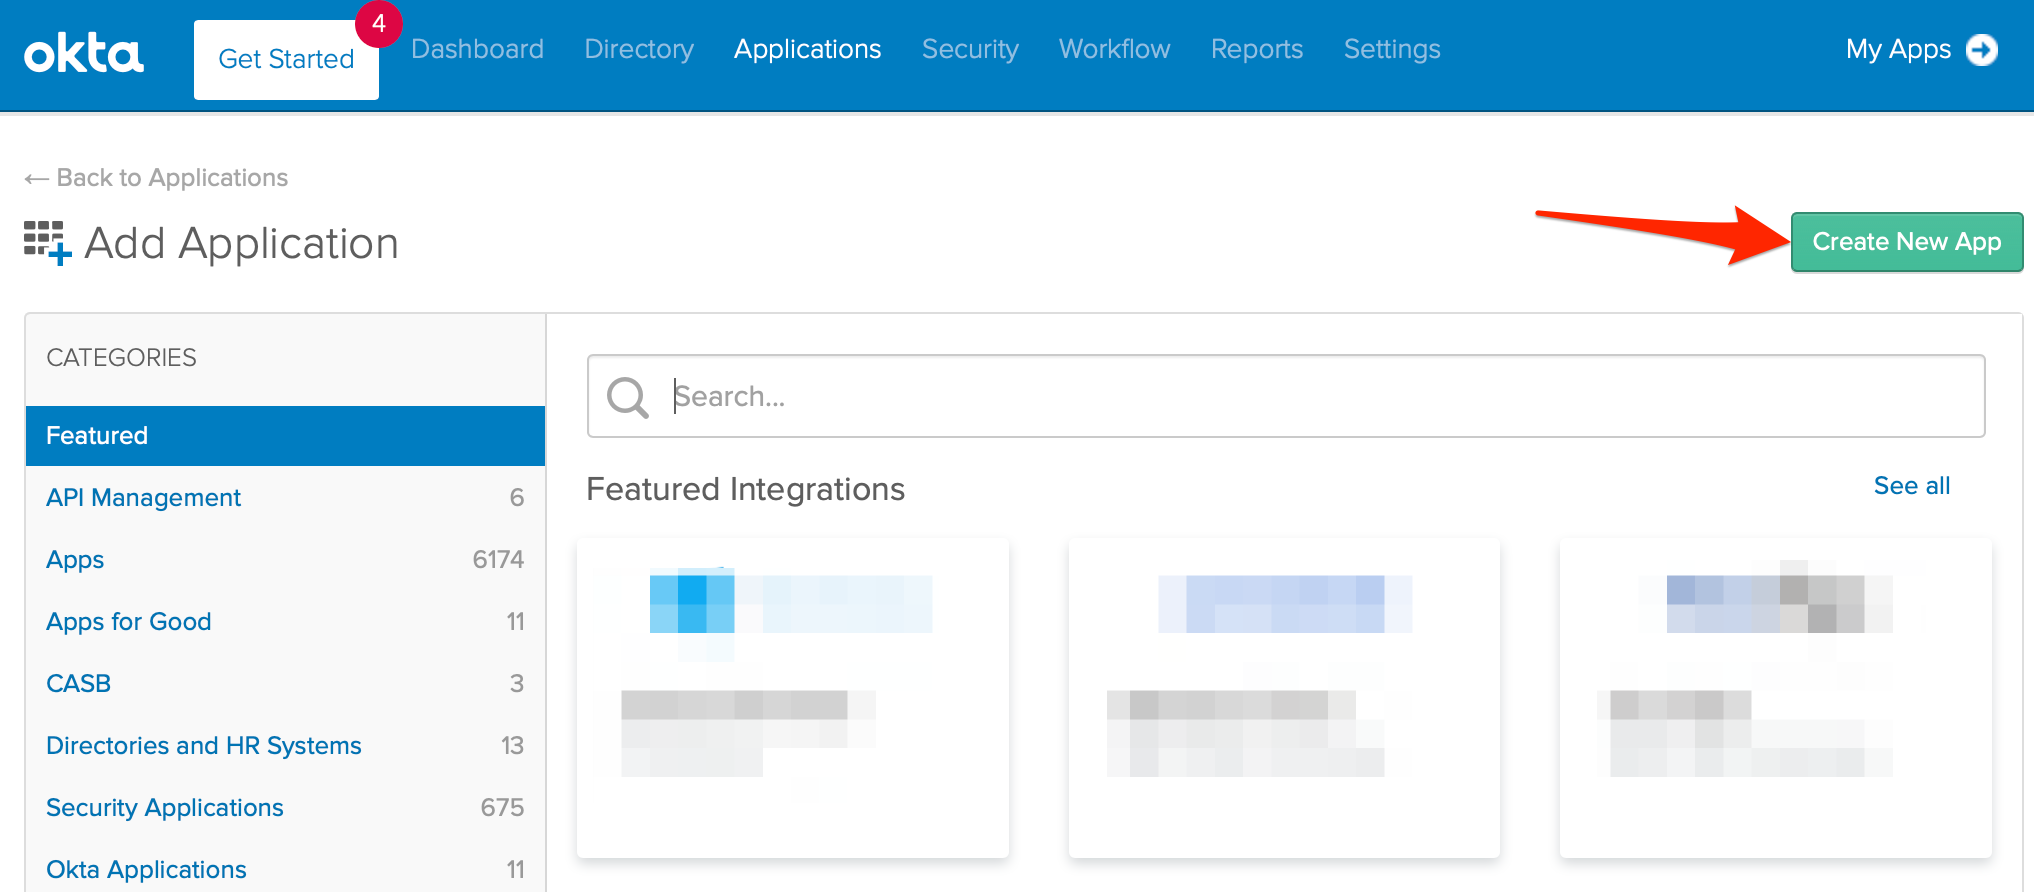 okta
Get Started
4
Dashboard
Directory
Applications
Security
Workflow
Reports
Settings
My Apps
← Back to Applications
Add Application
Create New App
CATEGORIES
Featured
API Management 6
Apps 6174
Apps for Good 11
CASB 3
Directories and HR Systems 13
Security Applications 675
Okta Applications 11
Search...
Featured Integrations
See all